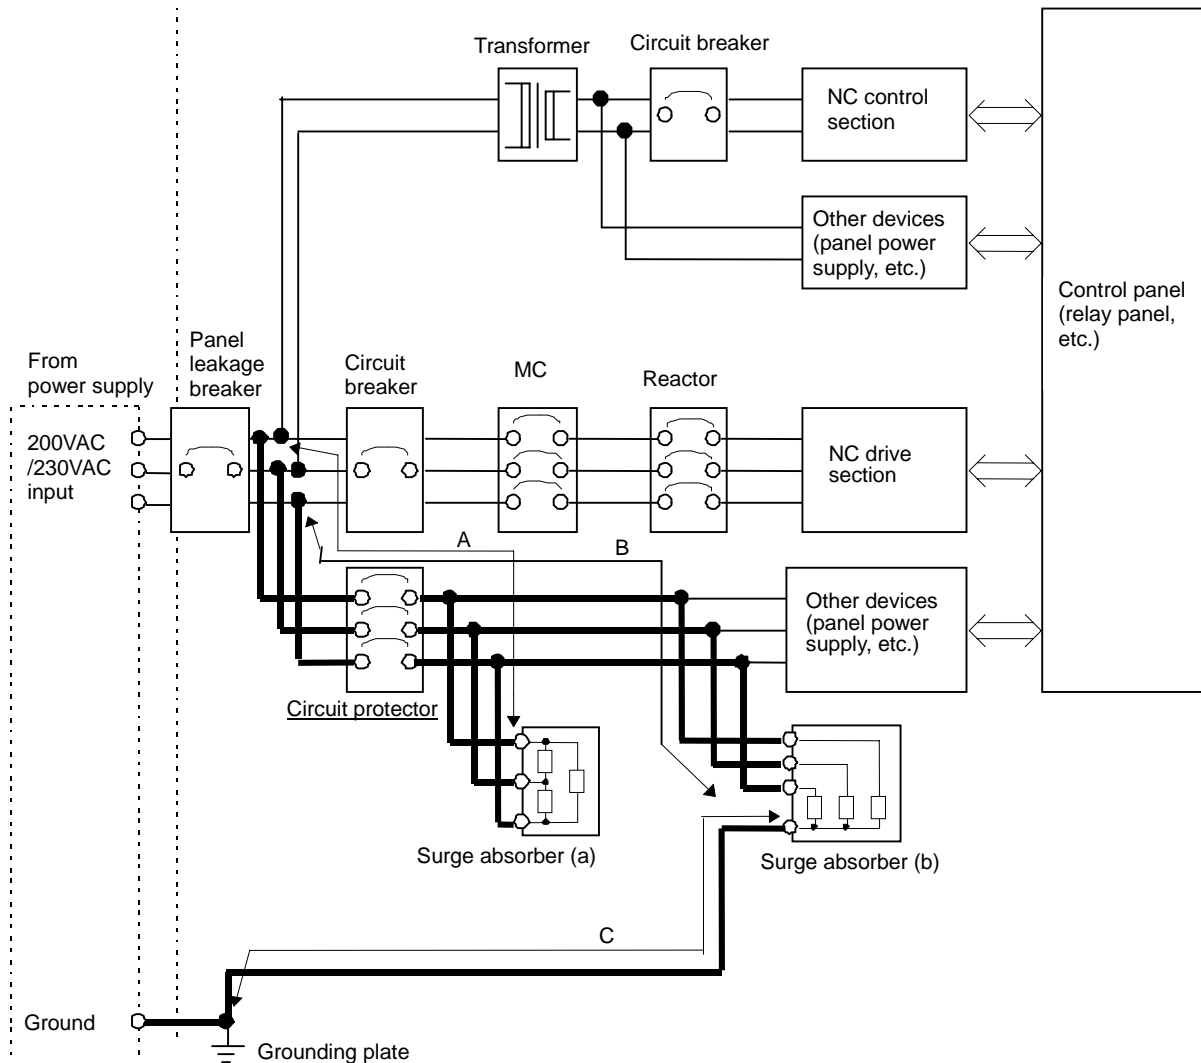 Transformer
Circuit breaker
NC control
section
Other devices
(panel power
supply, etc.)
Control panel
(relay panel,
etc.)
From
power supply
Panel
leakage
breaker
Circuit
breaker
MC
Reactor
200VAC
/230VAC
input
NC drive
section
A
B
Other devices
(panel power
supply, etc.)
Circuit protector
Surge absorber (a)
Surge absorber (b)
C
Ground
Grounding plate